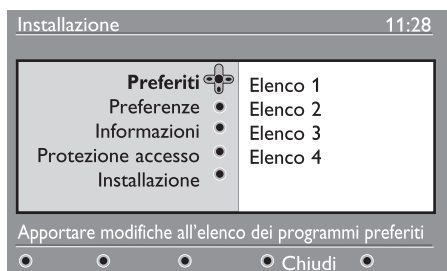 Installazione 11:28
Preferiti Elenco 1
Preferenze Elenco 2
Informazioni Elenco 3
Protezione accesso Elenco 4
Installazione
Apportare modifiche all'elenco dei programmi preferiti
Chiudi